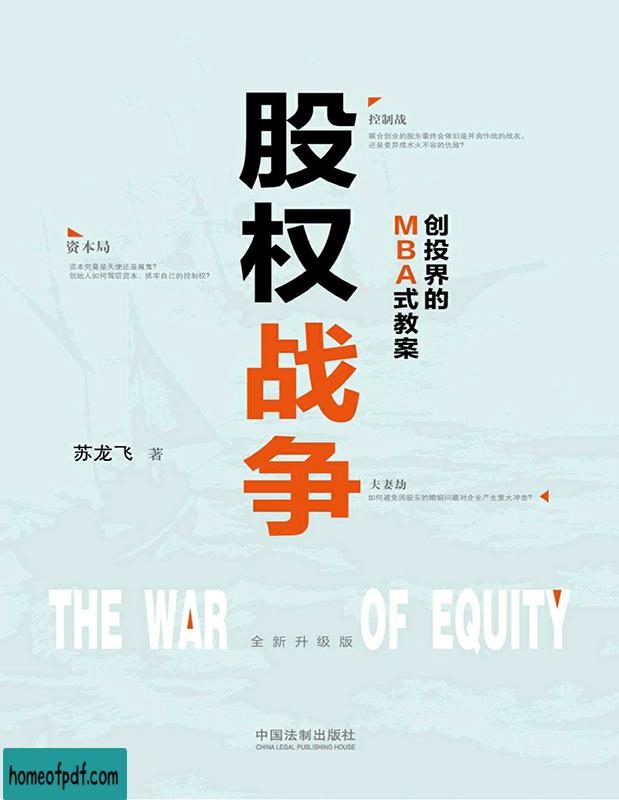 股权战争
控制战
联合创业的股东最终会依旧是并肩作战的战友，
还是变异成水火不容的仇敌？
创投界的
MBA式教案
资本局
资本究竟是天使还是魔鬼？
创始人如何驾驭资本、抓牢自己的控制权？
苏龙飞 著
夫妻劫
如何避免因股东的婚姻问题对企业产生重大冲击？
THE WAR OF EQUITY
全新升级版
中国法制出版社
CHINA LEGAL PUBLISHING HOUSE
homeofpdf.com